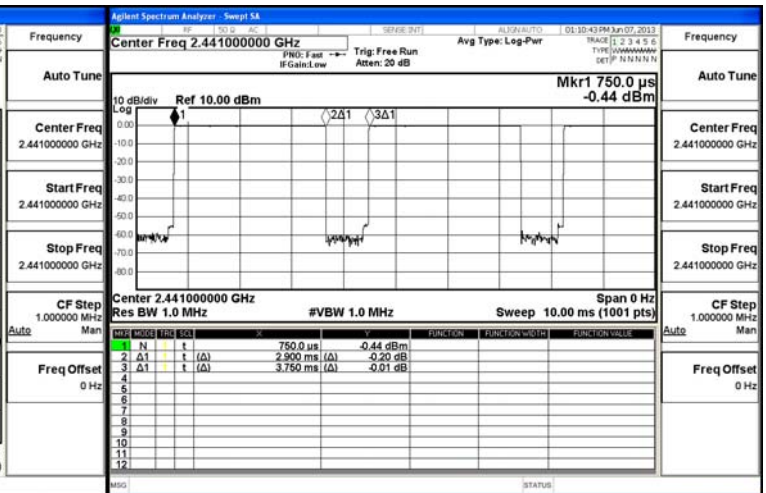 Frequency
Auto Tune
Center Freq
2.441000000 GHz
Start Freq
2.441000000 GHz
Stop Freq
2.441000000 GHz
CF Step
1.000000 MHz
Auto Man
Freq Offset
0 Hz
Agilent Spectrum Analyzer - Swept SA
RF 50 Ω AC SENSE:INT ALIGN AUTO 01:10:43 PM Jun 07, 2013
Center Freq 2.441000000 GHz
PNO: Fast
IFGain:Low
Trig: Free Run
Atten: 20 dB
Avg Type: Log-Pwr
TRACE 1 2 3 4 5 6
TYPE
DET P N N N N N
Mkr1 750.0 µs
-0.44 dBm
10 dB/div Ref 10.00 dBm
Log
1 2Δ1 3Δ1
0.00
-10.0
-20.0
-30.0
-40.0
-50.0
-60.0
-70.0
-80.0
Center 2.441000000 GHz Span 0 Hz
Res BW 1.0 MHz #VBW 1.0 MHz Sweep 10.00 ms (1001 pts)
MKR MODE TRC SCL X Y FUNCTION FUNCTION WIDTH FUNCTION VALUE
1 N t 750.0 µs -0.44 dBm
2 Δ1 t (Δ) 2.900 ms (Δ) -0.20 dB
3 Δ1 t (Δ) 3.750 ms (Δ) -0.01 dB
4
5
6
7
8
9
10
11
12
MSG STATUS
Frequency
Auto Tune
Center Freq
2.441000000 GHz
Start Freq
2.441000000 GHz
Stop Freq
2.441000000 GHz
CF Step
1.000000 MHz
Auto Man
Freq Offset
0 Hz